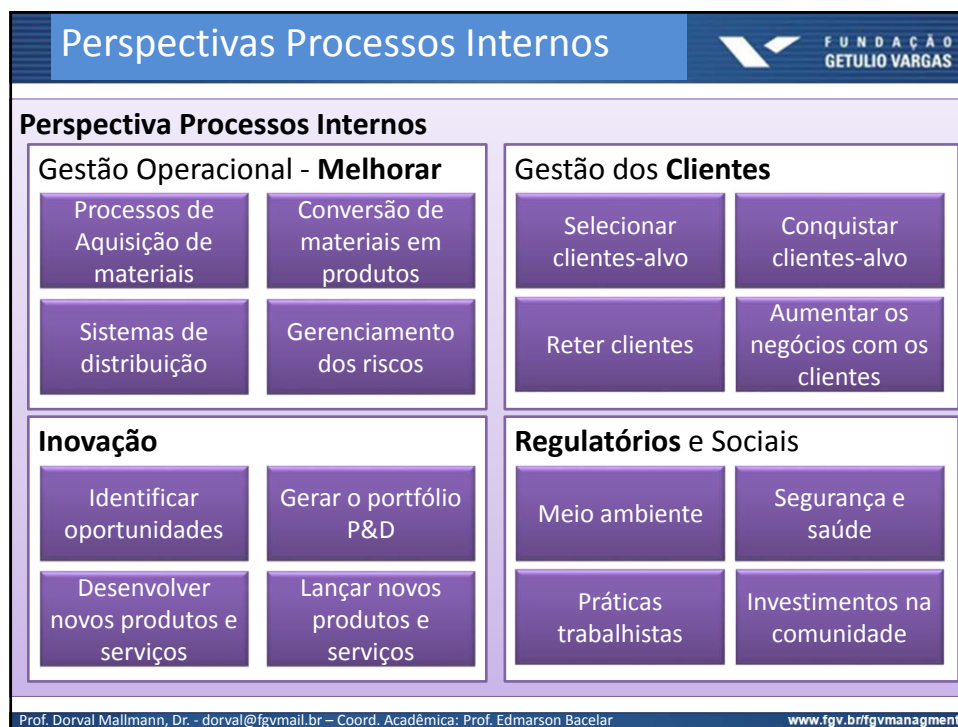 Perspectivas Processos Internos
FUNDAÇÃO
GETULIO VARGAS
Perspectiva Processos Internos
Gestão Operacional - Melhorar
Processos de
Aquisição de
materiais
Conversão de
materiais em
produtos
Sistemas de
distribuição
Gerenciamento
dos riscos
Gestão dos Clientes
Selecionar
clientes-alvo
Conquistar
clientes-alvo
Reter clientes
Aumentar os
negócios com os
clientes
Inovação
Identificar
oportunidades
Gerar o portfólio
P&D
Desenvolver
novos produtos e
serviços
Lançar novos
produtos e
serviços
Regulatórios e Sociais
Meio ambiente
Segurança e
saúde
Práticas
trabalhistas
Investimentos na
comunidade
Prof. Dorval Mallmann, Dr. - dorval@fgvmail.br – Coord. Acadêmica: Prof. Edmarson Bacelar
www.fgv.br/fgvmanagment